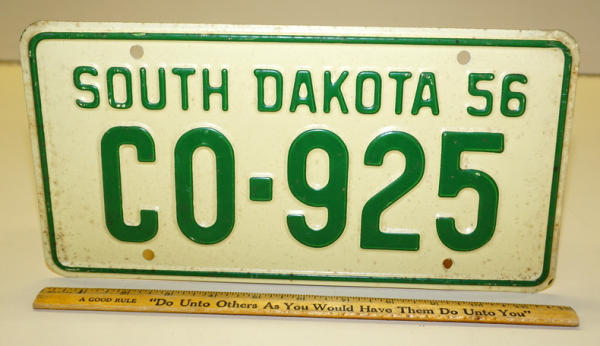 SOUTH DAKOTA 56
CO-925
A GOOD RULE "Do Unto Others As You Would Have Them Do Unto You"